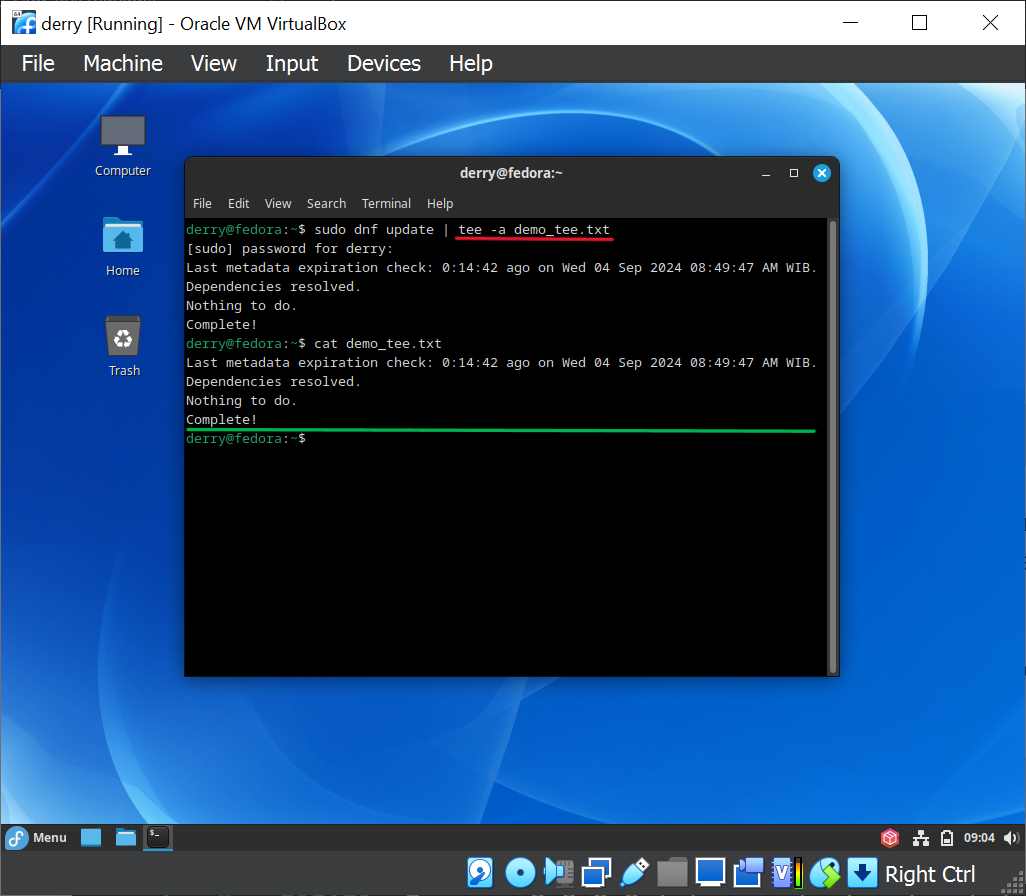 derry [Running] - Oracle VM VirtualBox
File Machine View Input Devices Help
Computer
Home
Trash
derry@fedora:~
File Edit View Search Terminal Help
derry@fedora:~$ sudo dnf update | tee -a demo_tee.txt
[sudo] password for derry:
Last metadata expiration check: 0:14:42 ago on Wed 04 Sep 2024 08:49:47 AM WIB.
Dependencies resolved.
Nothing to do.
Complete!
derry@fedora:~$ cat demo_tee.txt
Last metadata expiration check: 0:14:42 ago on Wed 04 Sep 2024 08:49:47 AM WIB.
Dependencies resolved.
Nothing to do.
Complete!
derry@fedora:~$
Menu 09:04
Right Ctrl